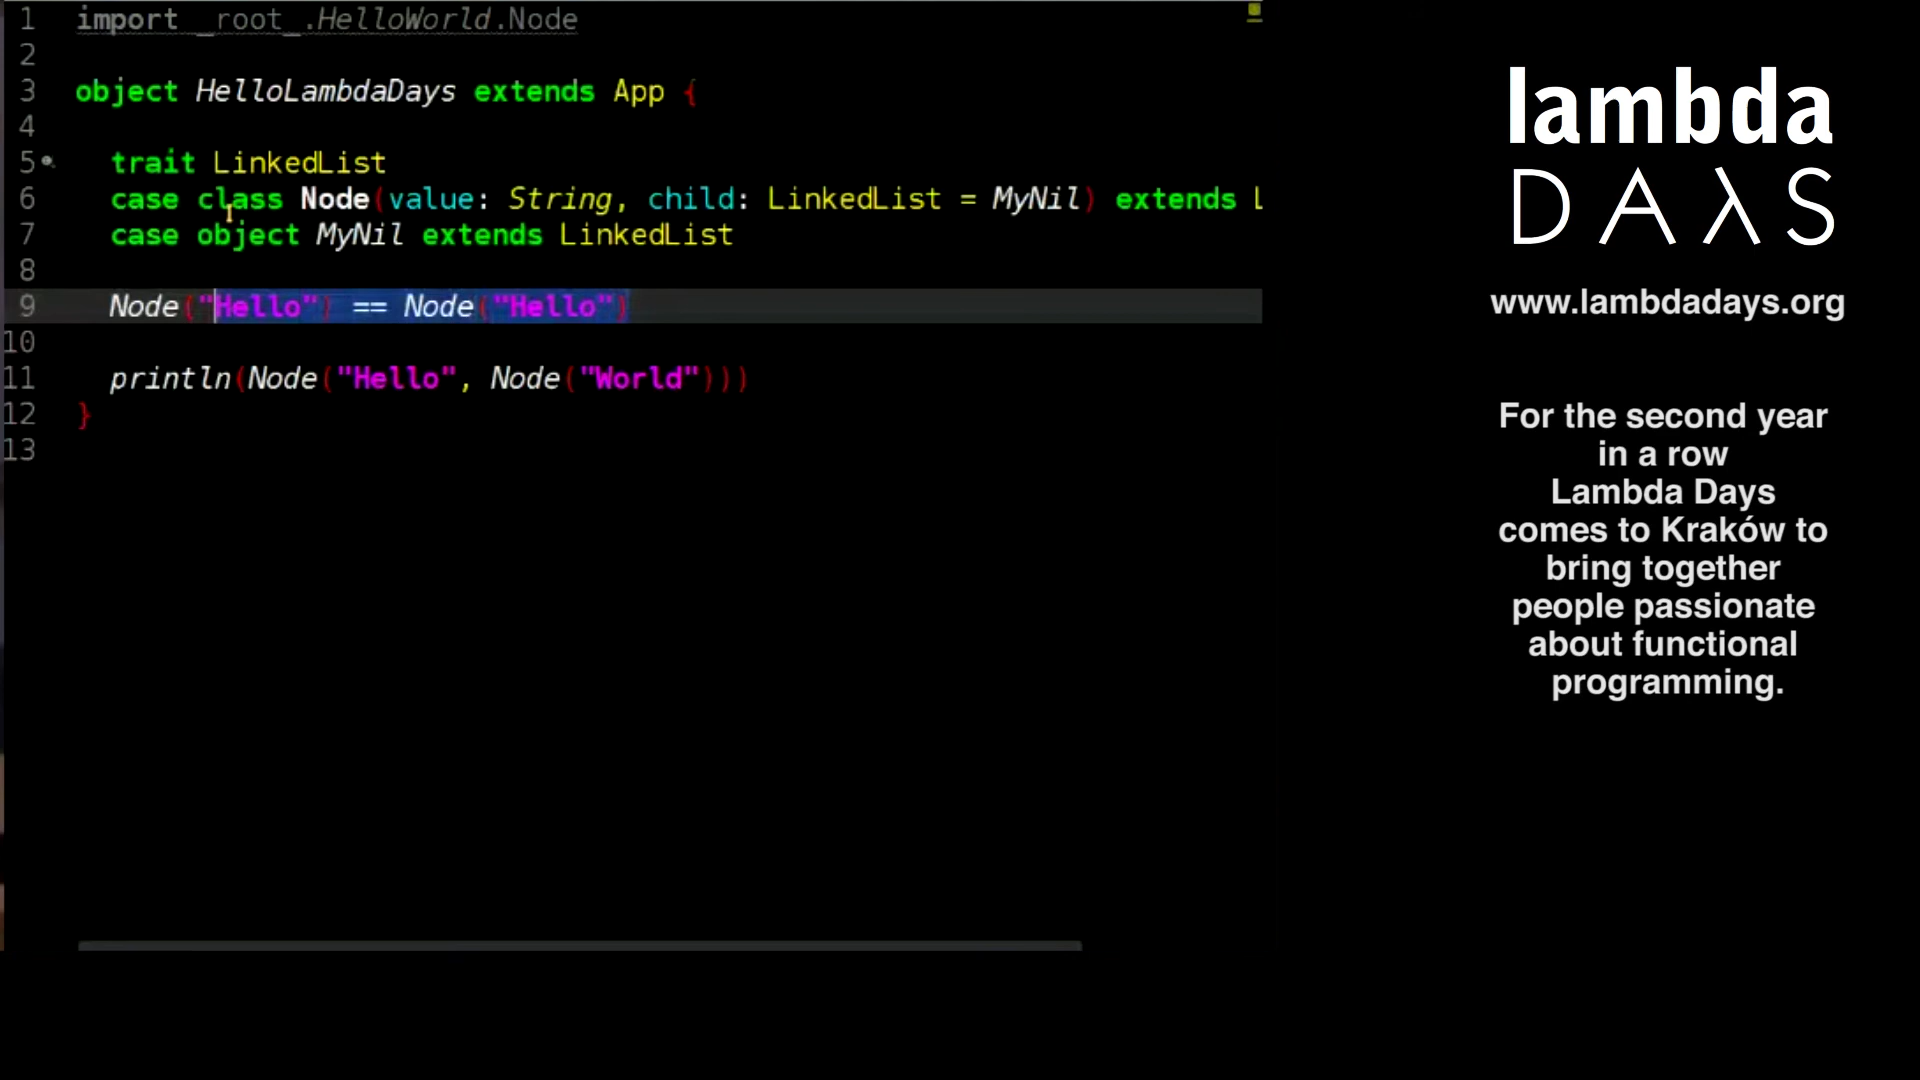 1 import _root_.HelloWorld.Node
2
3 object HelloLambdaDays extends App {
4
5 trait LinkedList
6 case class Node(value: String, child: LinkedList = MyNil) extends L
7 case object MyNil extends LinkedList
8
9 Node("Hello") == Node("Hello")
10
11 println(Node("Hello", Node("World")))
12 }
13
lambda
DAλS
www.lambdadays.org
For the second year
in a row
Lambda Days
comes to Kraków to
bring together
people passionate
about functional
programming.